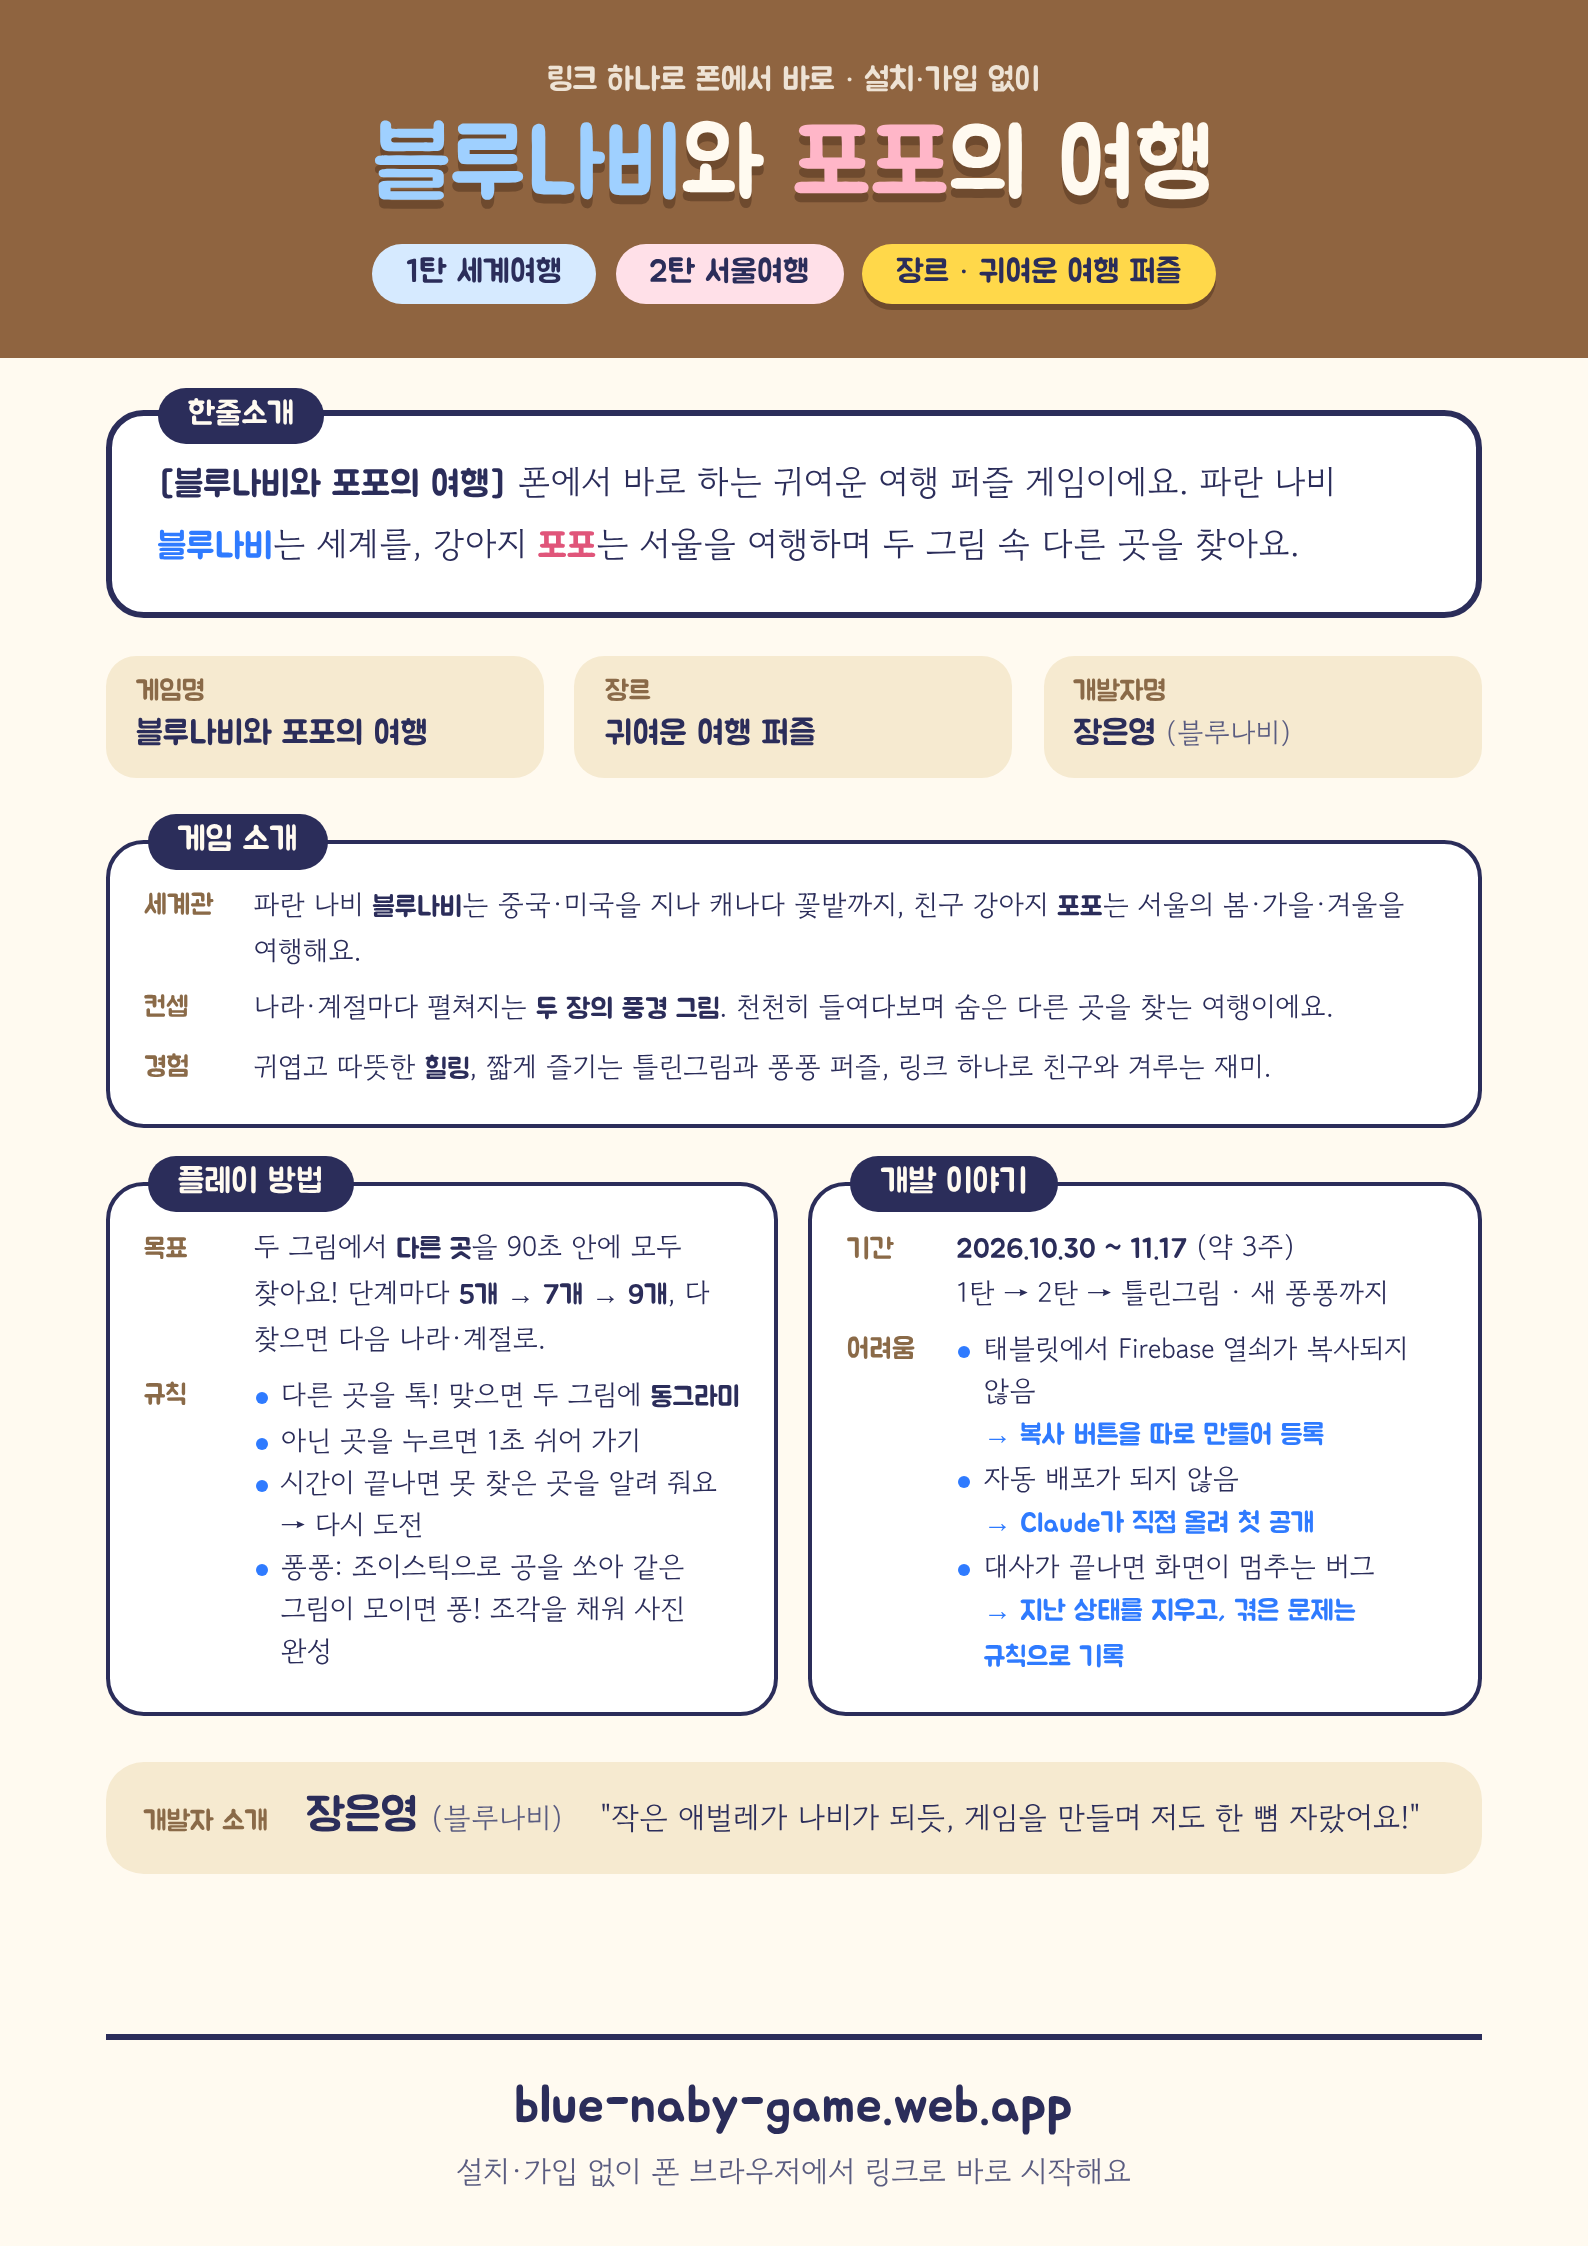 링크 하나로 폰에서 바로 · 설치·가입 없이
블루나비와 포포의 여행
1탄 세계여행
2탄 서울여행
장르 · 귀여운 여행 퍼즐
한줄소개
[블루나비와 포포의 여행] 폰에서 바로 하는 귀여운 여행 퍼즐 게임이에요. 파란 나비
블루나비는 세계를, 강아지 포포는 서울을 여행하며 두 그림 속 다른 곳을 찾아요.
게임명
블루나비와 포포의 여행
장르
귀여운 여행 퍼즐
개발자명
장은영 (블루나비)
게임 소개
세계관 파란 나비 블루나비는 중국·미국을 지나 캐나다 꽃밭까지, 친구 강아지 포포는 서울의 봄·가을·겨울을
여행해요.
컨셉 나라·계절마다 펼쳐지는 두 장의 풍경 그림. 천천히 들여다보며 숨은 다른 곳을 찾는 여행이에요.
경험 귀엽고 따뜻한 힐링, 짧게 즐기는 틀린그림과 퐁퐁 퍼즐, 링크 하나로 친구와 겨루는 재미.
플레이 방법
목표 두 그림에서 다른 곳을 90초 안에 모두
찾아요! 단계마다 5개 → 7개 → 9개, 다
찾으면 다음 나라·계절로.
규칙 • 다른 곳을 톡! 맞으면 두 그림에 동그라미
• 아닌 곳을 누르면 1초 쉬어 가기
• 시간이 끝나면 못 찾은 곳을 알려 줘요
→ 다시 도전
• 퐁퐁: 조이스틱으로 공을 쏘아 같은
그림이 모이면 퐁! 조각을 채워 사진
완성
개발 이야기
기간 2026.10.30 ~ 11.17 (약 3주)
1탄 → 2탄 → 틀린그림 · 새 퐁퐁까지
어려움 • 태블릿에서 Firebase 열쇠가 복사되지
않음
→ 복사 버튼을 따로 만들어 등록
• 자동 배포가 되지 않음
→ Claude가 직접 올려 첫 공개
• 대사가 끝나면 화면이 멈추는 버그
→ 지난 상태를 지우고, 겪은 문제는
규칙으로 기록
개발자 소개 장은영 (블루나비) "작은 애벌레가 나비가 되듯, 게임을 만들며 저도 한 뼘 자랐어요!"
blue-naby-game.web.app
설치·가입 없이 폰 브라우저에서 링크로 바로 시작해요